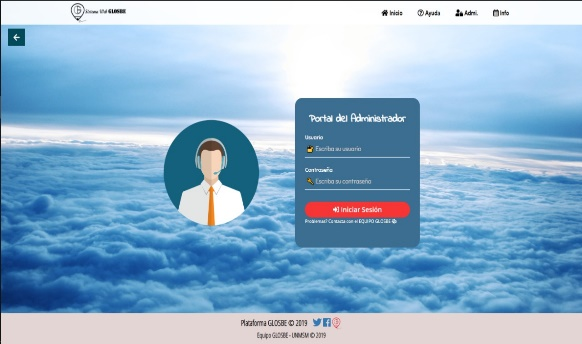 Sistema Web GLOSBE
Inicio
Ayuda
Admi.
Info
Portal del Administrador
Usuario
Escriba su usuario
Contraseña
Escriba su contraseña
Iniciar Sesión
Problemas? Contacta con el EQUIPO GLOSBE
Plataforma GLOSBE © 2019
Equipo GLOSBE - UNMSM © 2019